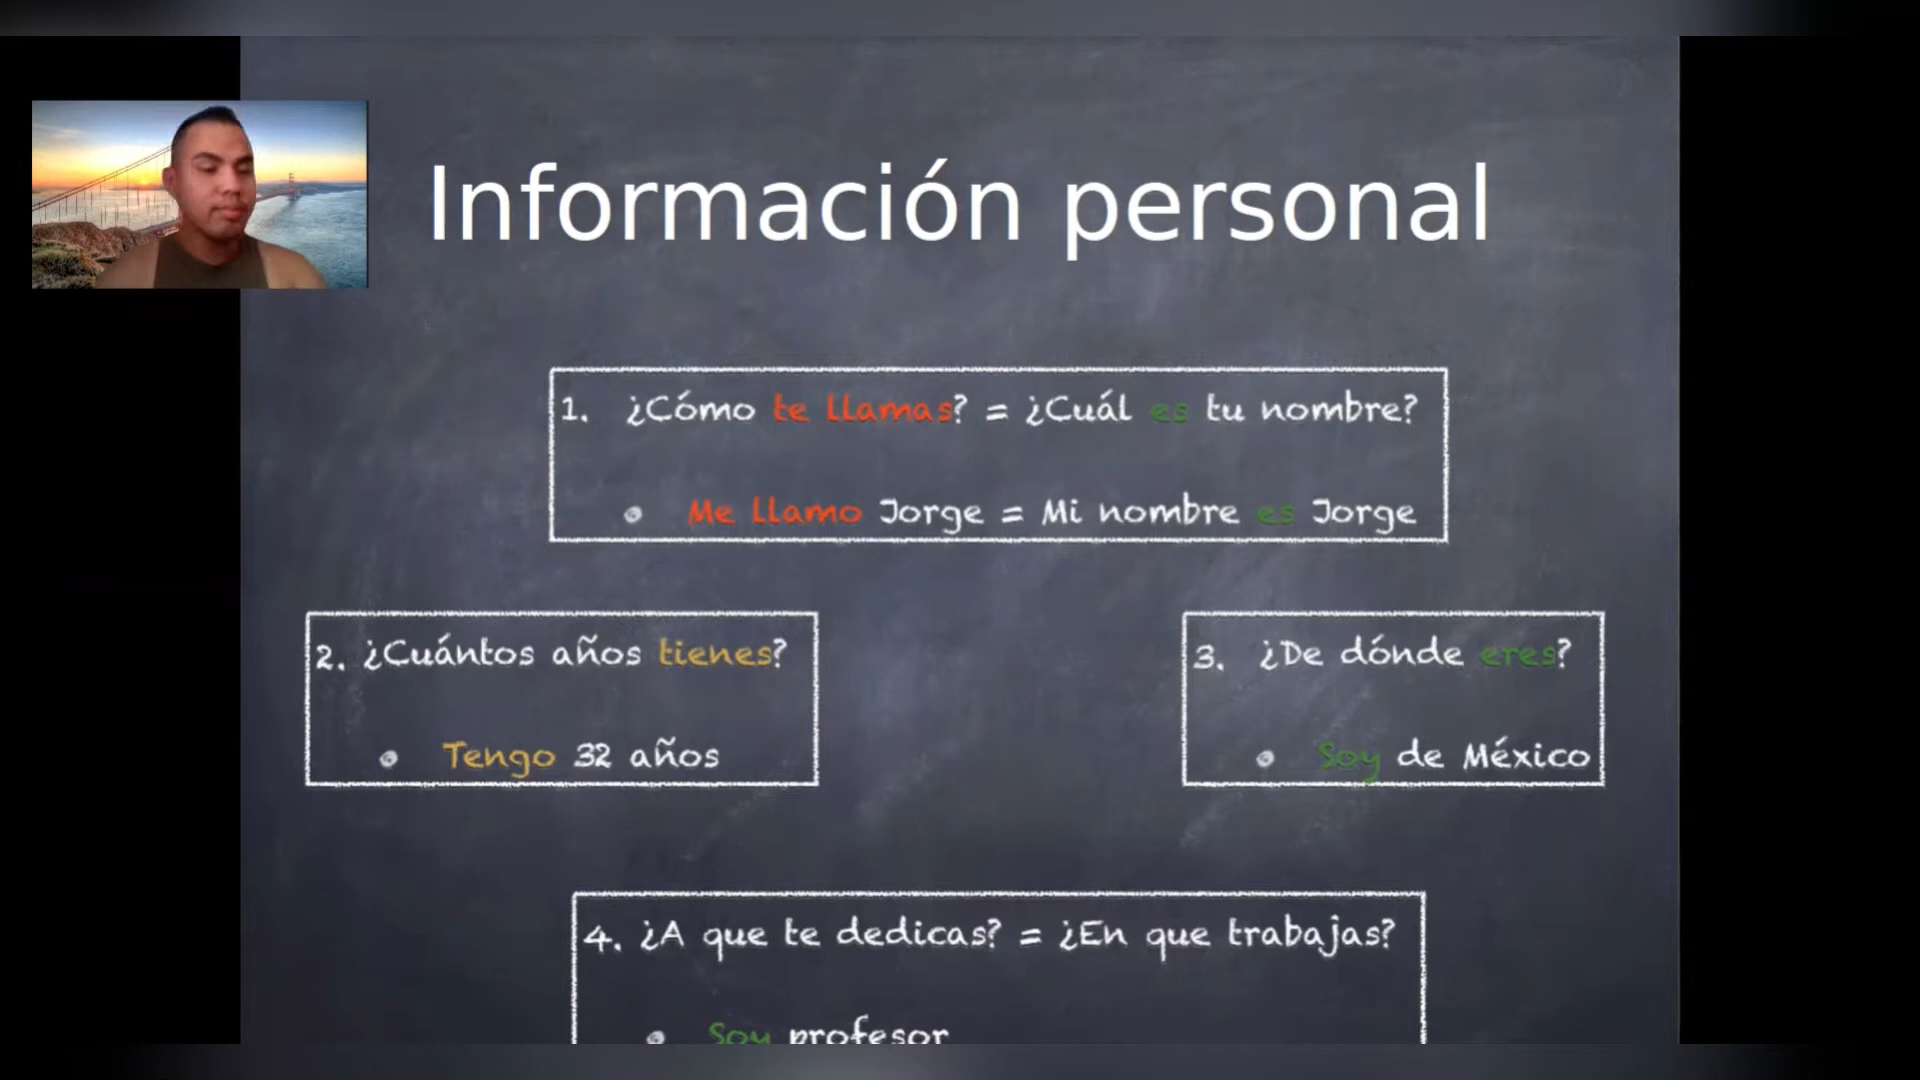 Información personal
1. ¿Cómo te llamas? = ¿Cuál es tu nombre?
• Me llamo Jorge = Mi nombre es Jorge
2. ¿Cuántos años tienes?
• Tengo 32 años
3. ¿De dónde eres?
• Soy de México
4. ¿A que te dedicas? = ¿En que trabajas?
• Soy profesor